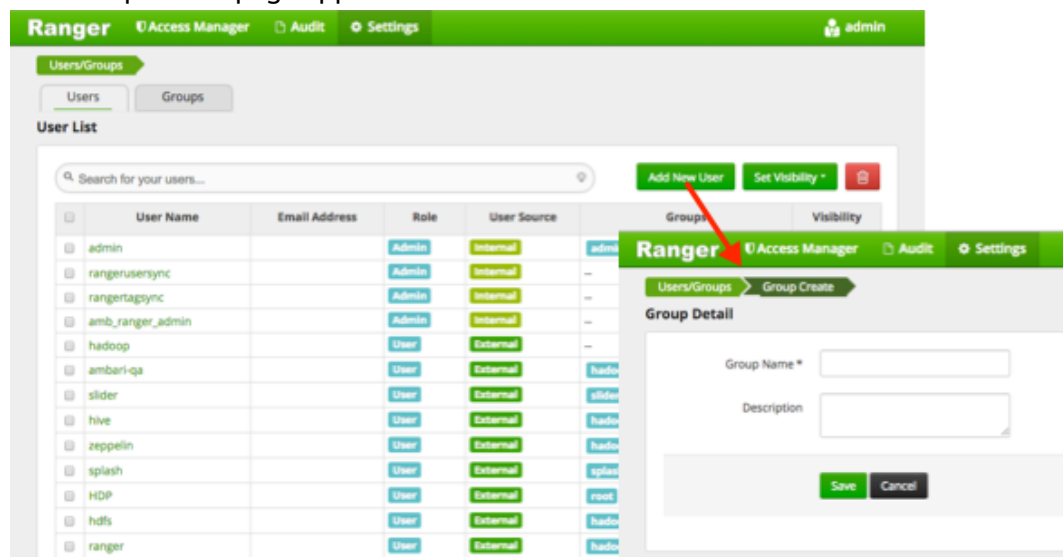 Ranger Access Manager Audit Settings admin
Users/Groups
Users Groups
User List
Search for your users...
Add New User Set Visibility
User Name Email Address Role User Source Groups Visibility
admin Admin Internal
rangerusersync Admin Internal --
rangertagsync Admin Internal --
amb_ranger_admin Admin Internal --
hadoop User External --
ambari-qa User External
slider User External slider
hive User External
zeppelin User External
splash User External
HDP User External root
hdfs User External
ranger User External
Ranger Access Manager Audit Settings
Users/Groups Group Create
Group Detail
Group Name *
Description
Save Cancel